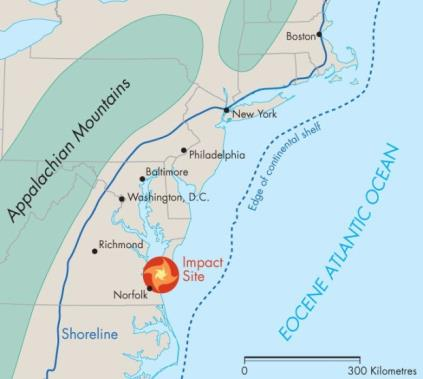 Boston
New York
Appalachian Mountains
Philadelphia
Baltimore
Washington, D.C.
Edge of continental shelf
Richmond
Impact
Site
Norfolk
EOCENE ATLANTIC OCEAN
Shoreline
0
300 Kilometres